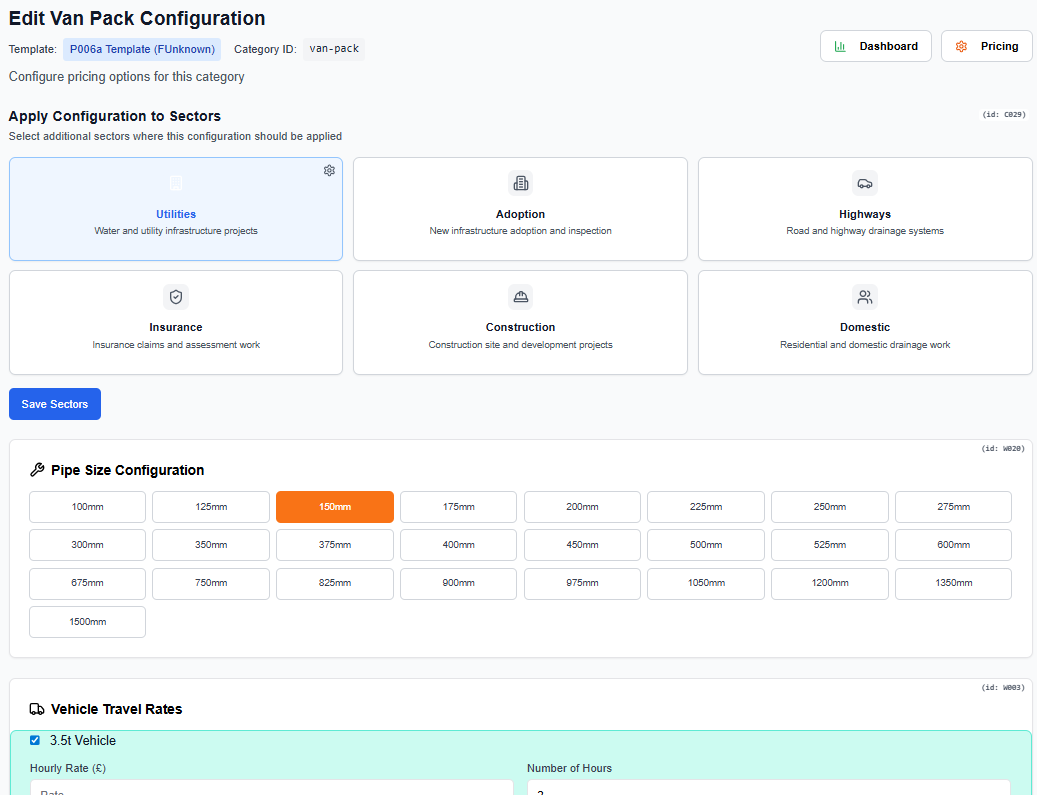 Edit Van Pack Configuration
Template: P006a Template (FUnknown) Category ID: van-pack
Dashboard Pricing
Configure pricing options for this category
Apply Configuration to Sectors (id: C029)
Select additional sectors where this configuration should be applied
Utilities Adoption Highways
Water and utility infrastructure projects New infrastructure adoption and inspection Road and highway drainage systems
Insurance Construction Domestic
Insurance claims and assessment work Construction site and development projects Residential and domestic drainage work
Save Sectors
(id: W020)
Pipe Size Configuration
100mm 125mm 150mm 175mm 200mm 225mm 250mm 275mm
300mm 350mm 375mm 400mm 450mm 500mm 525mm 600mm
675mm 750mm 825mm 900mm 975mm 1050mm 1200mm 1350mm
1500mm
(id: W003)
Vehicle Travel Rates
3.5t Vehicle
Hourly Rate (£) Number of Hours
Rate 2